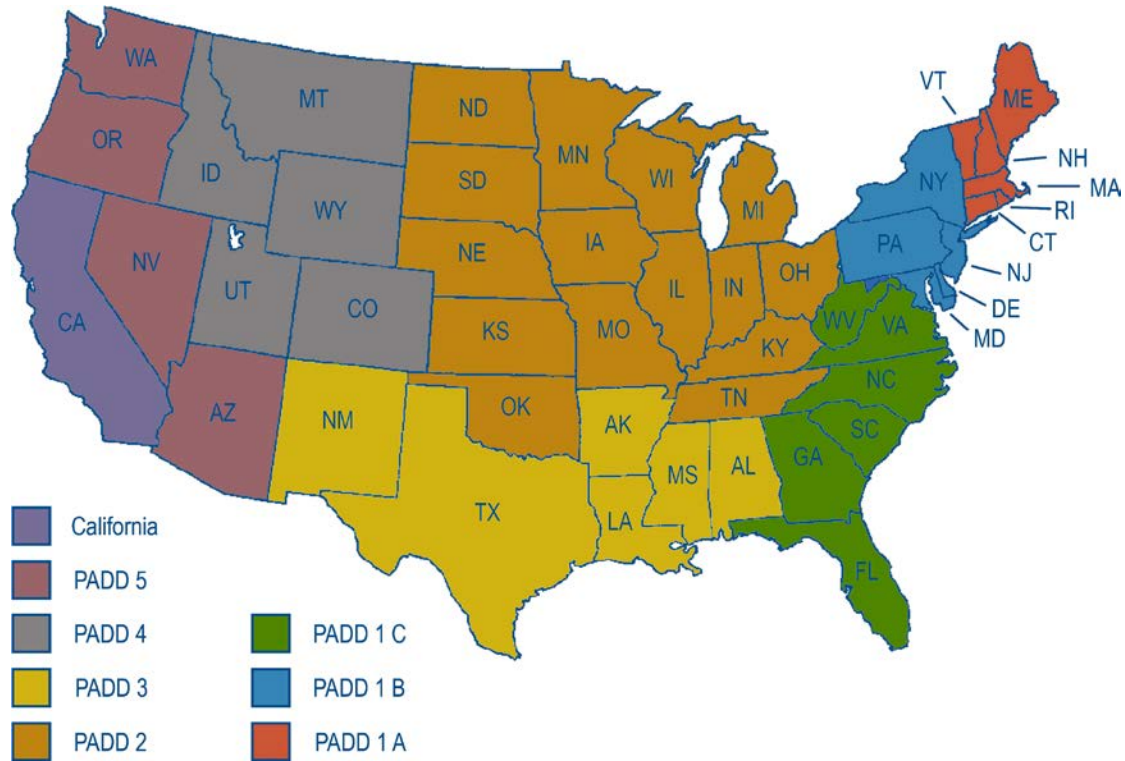 WA
VT
ME
MT
ND
OR
MN
NH
ID
WI
NY
MA
SD
MI
WY
RI
CT
PA
NV
NE
IA
NJ
UT
OH
IL
IN
CO
DE
CA
WV
VA
KS
MO
MD
KY
NC
OK
TN
AZ
NM
AK
SC
GA
MS
AL
TX
LA
California
PADD 5
FL
PADD 4
PADD 3
PADD 2
PADD 1 C
PADD 1 B
PADD 1 A